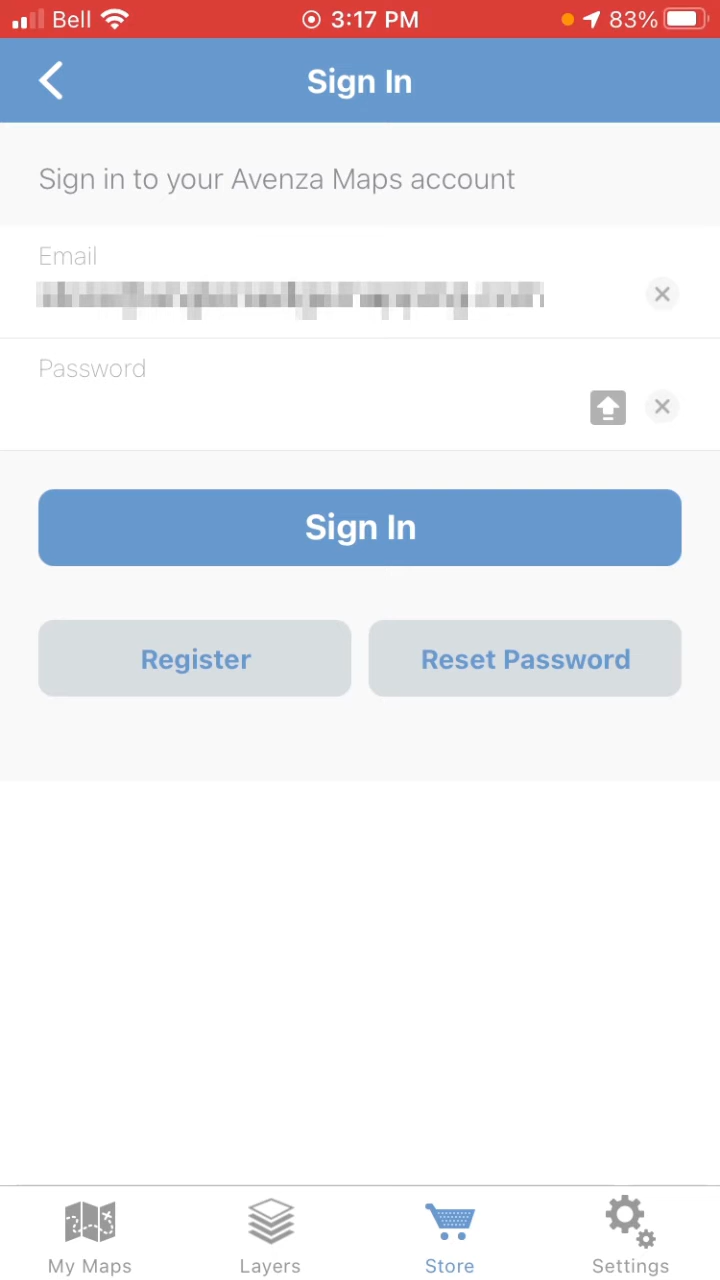 Bell 3:17 PM 83%
Sign In
Sign in to your Avenza Maps account
Email
Password
Sign In
Register Reset Password
My Maps Layers Store Settings